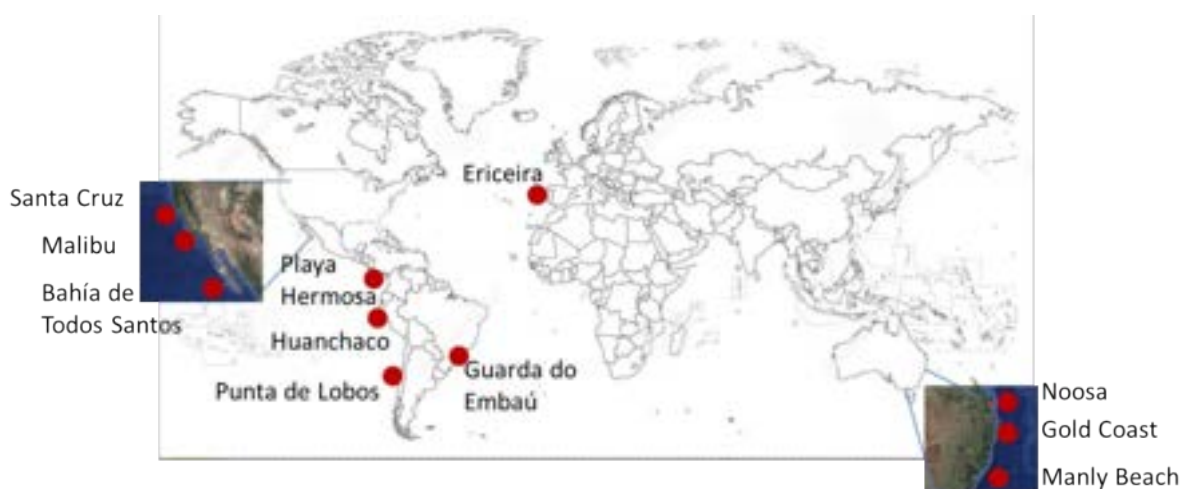 Ericeira
Santa Cruz
Malibu
Bahía de
Todos Santos
Playa
Hermosa
Huanchaco
Punta de Lobos
Guarda do
Embaú
Noosa
Gold Coast
Manly Beach